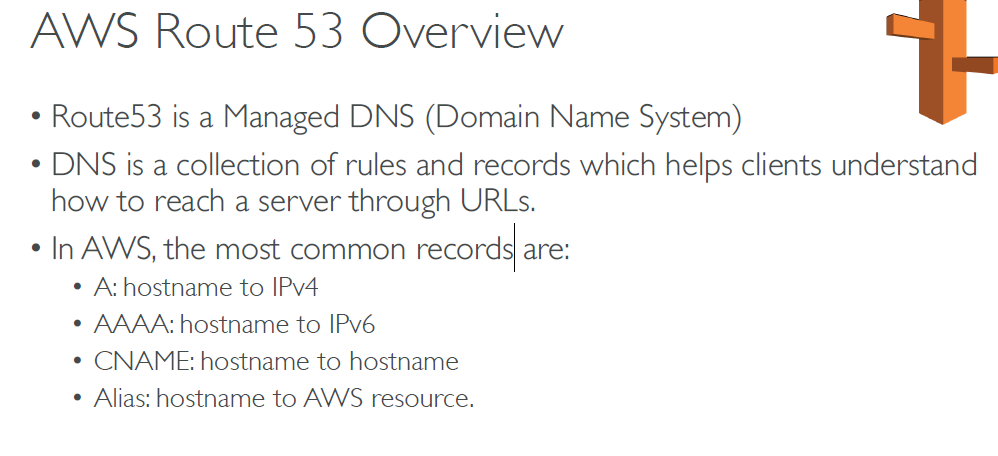 AWS Route 53 Overview
• Route53 is a Managed DNS (Domain Name System)
• DNS is a collection of rules and records which helps clients understand
how to reach a server through URLs.
• In AWS, the most common records are:
• A: hostname to IPv4
• AAAA: hostname to IPv6
• CNAME: hostname to hostname
• Alias: hostname to AWS resource.